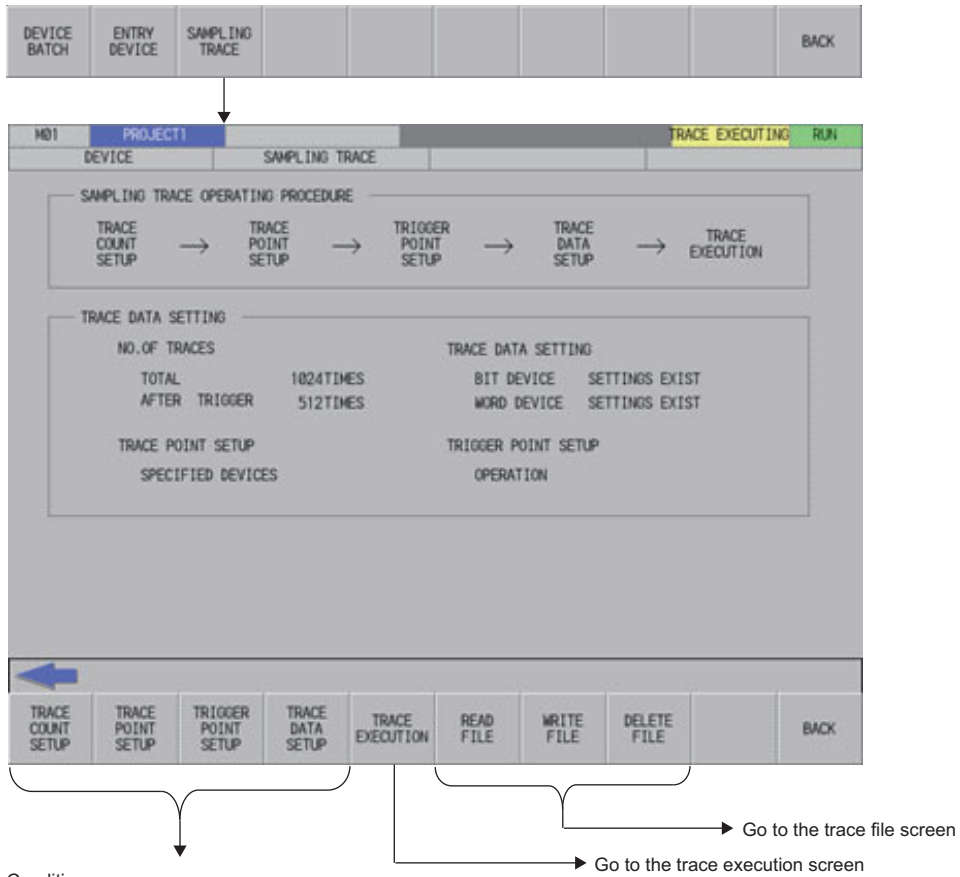 DEVICE BATCH
ENTRY DEVICE
SAMPLING TRACE
BACK
M01 PROJECT1 TRACE EXECUTING RUN
DEVICE SAMPLING TRACE
SAMPLING TRACE OPERATING PROCEDURE
TRACE COUNT SETUP → TRACE POINT SETUP → TRIGGER POINT SETUP → TRACE DATA SETUP → TRACE EXECUTION
TRACE DATA SETTING
NO.OF TRACES
TOTAL 1024TIMES
AFTER TRIGGER 512TIMES
TRACE POINT SETUP
SPECIFIED DEVICES
TRACE DATA SETTING
BIT DEVICE SETTINGS EXIST
WORD DEVICE SETTINGS EXIST
TRIGGER POINT SETUP
OPERATION
TRACE COUNT SETUP
TRACE POINT SETUP
TRIGGER POINT SETUP
TRACE DATA SETUP
TRACE EXECUTION
READ FILE
WRITE FILE
DELETE FILE
BACK
Go to the trace file screen
Go to the trace execution screen